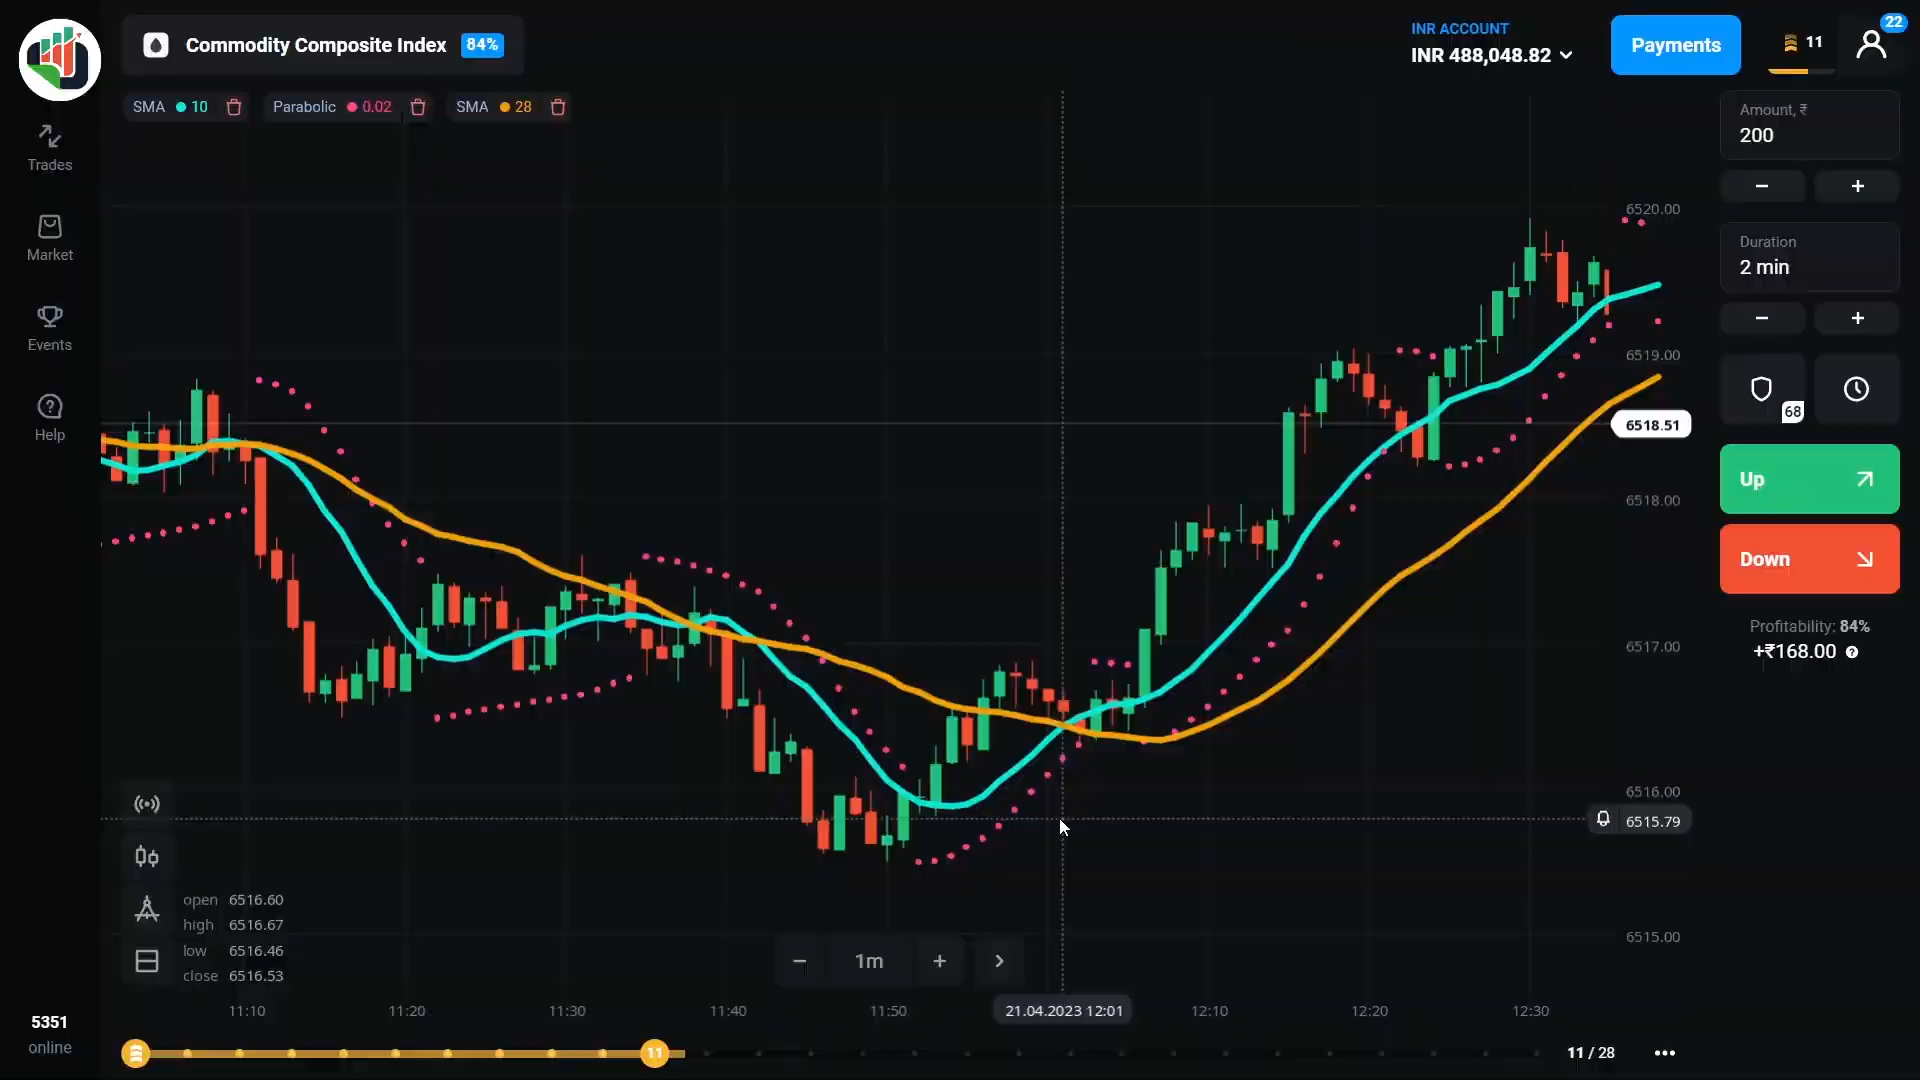 Commodity Composite Index 84%
INR ACCOUNT
INR 488,048.82
Payments
11
22
SMA 10 Parabolic 0.02 SMA 28
Trades
Market
Events
Help
Amount, ₹
200
Duration
2 min
68
Up
Down
Profitability: 84%
+₹168.00
6520.00
6519.00
6518.51
6518.00
6517.00
6516.00
6515.79
6515.00
open 6516.60
high 6516.67
low 6516.46
close 6516.53
1m
11:10 11:20 11:30 11:40 11:50 21.04.2023 12:01 12:10 12:20 12:30
5351
online
11
11 / 28